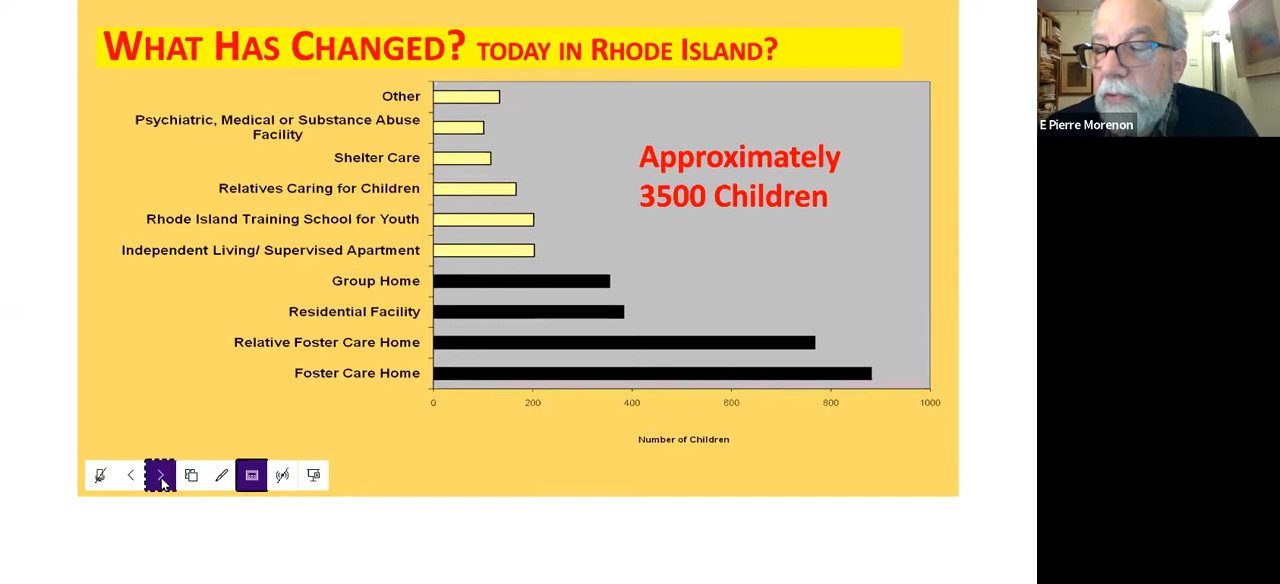 WHAT HAS CHANGED? TODAY IN RHODE ISLAND?
E Pierre Morenon
Other
Psychiatric, Medical or Substance Abuse
Facility
Shelter Care
Relatives Caring for Children
Rhode Island Training School for Youth
Independent Living/ Supervised Apartment
Group Home
Residential Facility
Relative Foster Care Home
Foster Care Home
Approximately
3500 Children
0 200 400 600 800 1000
Number of Children